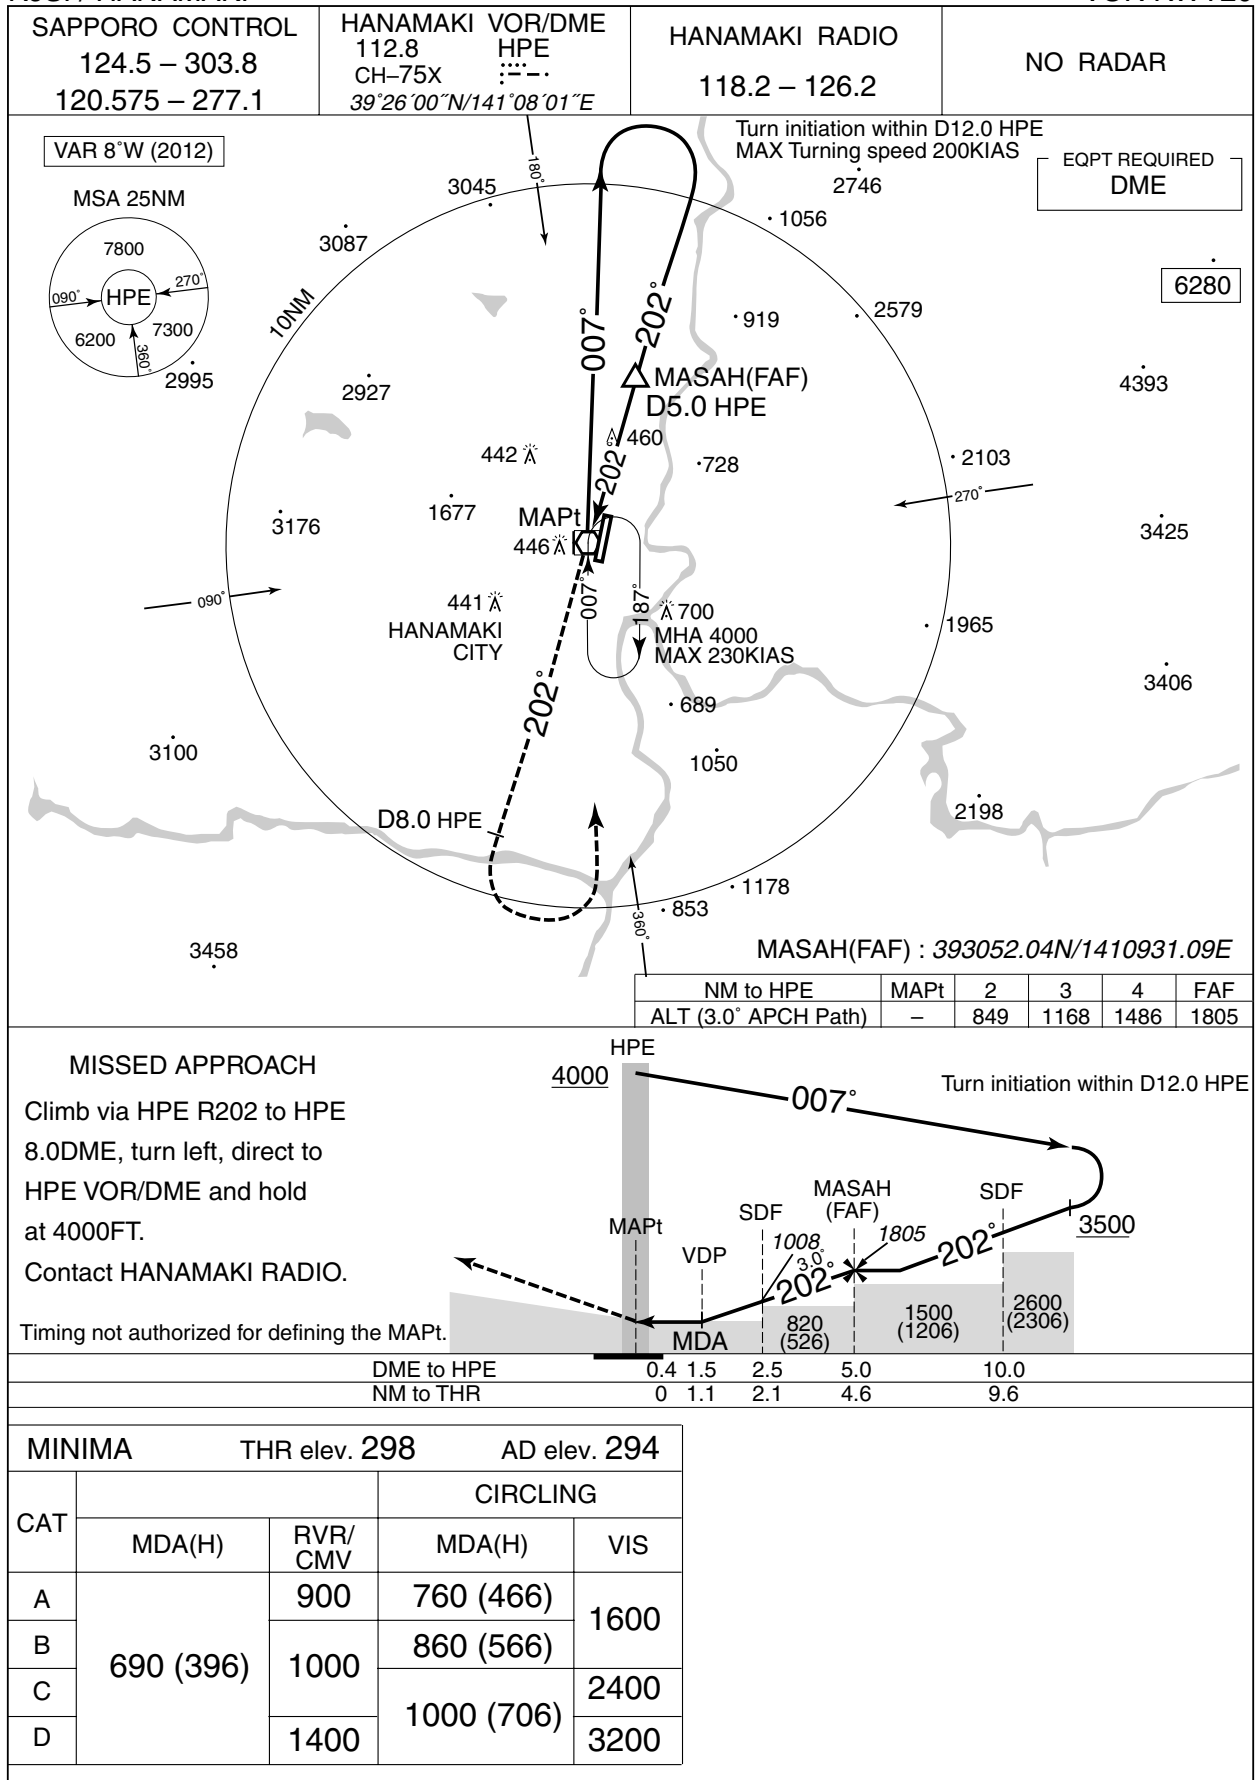 SAPPORO CONTROL
124.5 – 303.8
120.575 – 277.1
HANAMAKI VOR/DME
112.8 HPE
CH–75X
39°26′00″N/141°08′01″E
HANAMAKI RADIO
118.2 – 126.2
NO RADAR
VAR 8°W (2012)
Turn initiation within D12.0 HPE
MAX Turning speed 200KIAS
EQPT REQUIRED
DME
MSA 25NM
7800
HPE
090°
270°
6200
7300
360°
180°
3045
2746
1056
3087
6280
10NM
007°
202°
919
2579
2995
2927
MASAH(FAF)
D5.0 HPE
4393
460
442
202°
728
2103
270°
1677
3176
MAPt
446
3425
090°
441
HANAMAKI
CITY
007°
187°
700
MHA 4000
MAX 230KIAS
1965
3406
202°
689
3100
1050
D8.0 HPE
2198
1178
853
360°
3458
MASAH(FAF) : 393052.04N/1410931.09E
NM to HPE MAPt 2 3 4 FAF
ALT (3.0° APCH Path) – 849 1168 1486 1805
MISSED APPROACH
Climb via HPE R202 to HPE
8.0DME, turn left, direct to
HPE VOR/DME and hold
at 4000FT.
Contact HANAMAKI RADIO.
Timing not authorized for defining the MAPt.
HPE
4000
007°
Turn initiation within D12.0 HPE
MAPt
VDP
SDF
1008
3.0°
202°
MASAH
(FAF)
1805
202°
SDF
3500
MDA
820
(526)
1500
(1206)
2600
(2306)
DME to HPE 0.4 1.5 2.5 5.0 10.0
NM to THR 0 1.1 2.1 4.6 9.6
MINIMA THR elev. 298 AD elev. 294
CAT
CIRCLING
MDA(H)
RVR/
CMV
MDA(H)
VIS
A 900 760 (466)
1600
B 860 (566)
690 (396) 1000
C 2400
1000 (706)
D 1400 3200